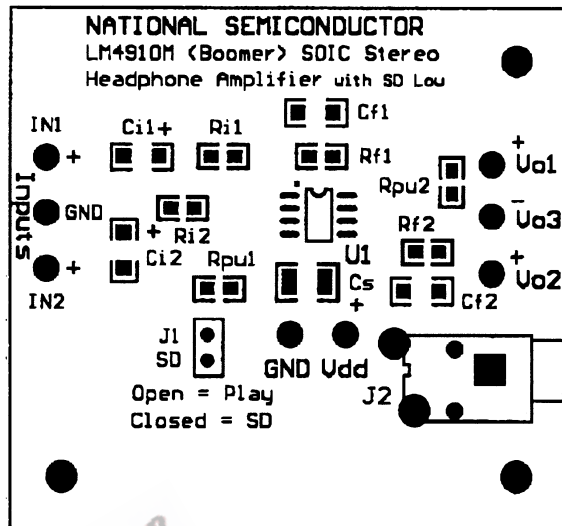 NATIONAL SEMICONDUCTOR
LM4910M (Boomer) SOIC Stereo
Headphone Amplifier with SD Low
Cf1
IN1
Ci1+
Ri1
Rf1
+
+
Vo1
Rpu2
Inputs
GND
-
Vo3
Ri2
+
Ci2
Rf2
U1
+
Vo2
+
IN2
Rpu1
Cs
+
Cf2
J1
SD
GND Vdd
J2
Open = Play
Closed = SD